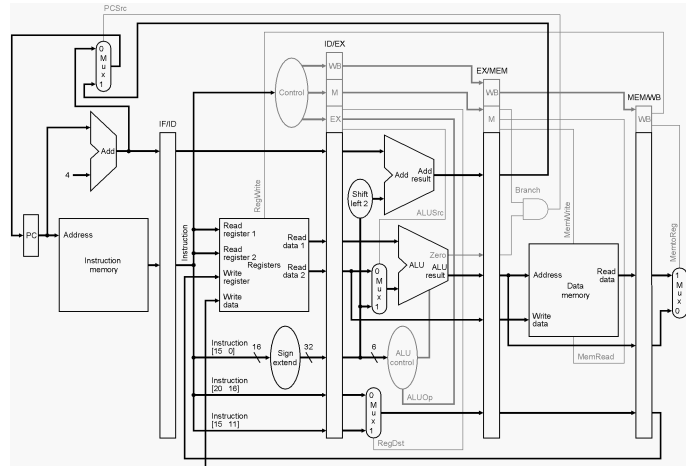 PCSrc
ID/EX
0
M
u
x
1
WB
EX/MEM
Control
M
WB
MEM/WB
IF/ID
EX
M
WB
Add
4
Add
Add
result
Shift
left 2
Branch
RegWrite
ALUSrc
MemWrite
MemtoReg
PC
Address
Instruction
memory
Instruction
Read
register 1
Read
data 1
Read
register 2
Registers
Read
data 2
Write
register
Write
data
0
M
u
x
1
Zero
ALU
ALU
result
Address
Read
data
Data
memory
Write
data
1
M
u
x
0
Instruction
[15 0]
16
Sign
extend
32
6
ALU
control
MemRead
Instruction
[20 16]
ALUOp
0
M
u
x
1
Instruction
[15 11]
RegDst